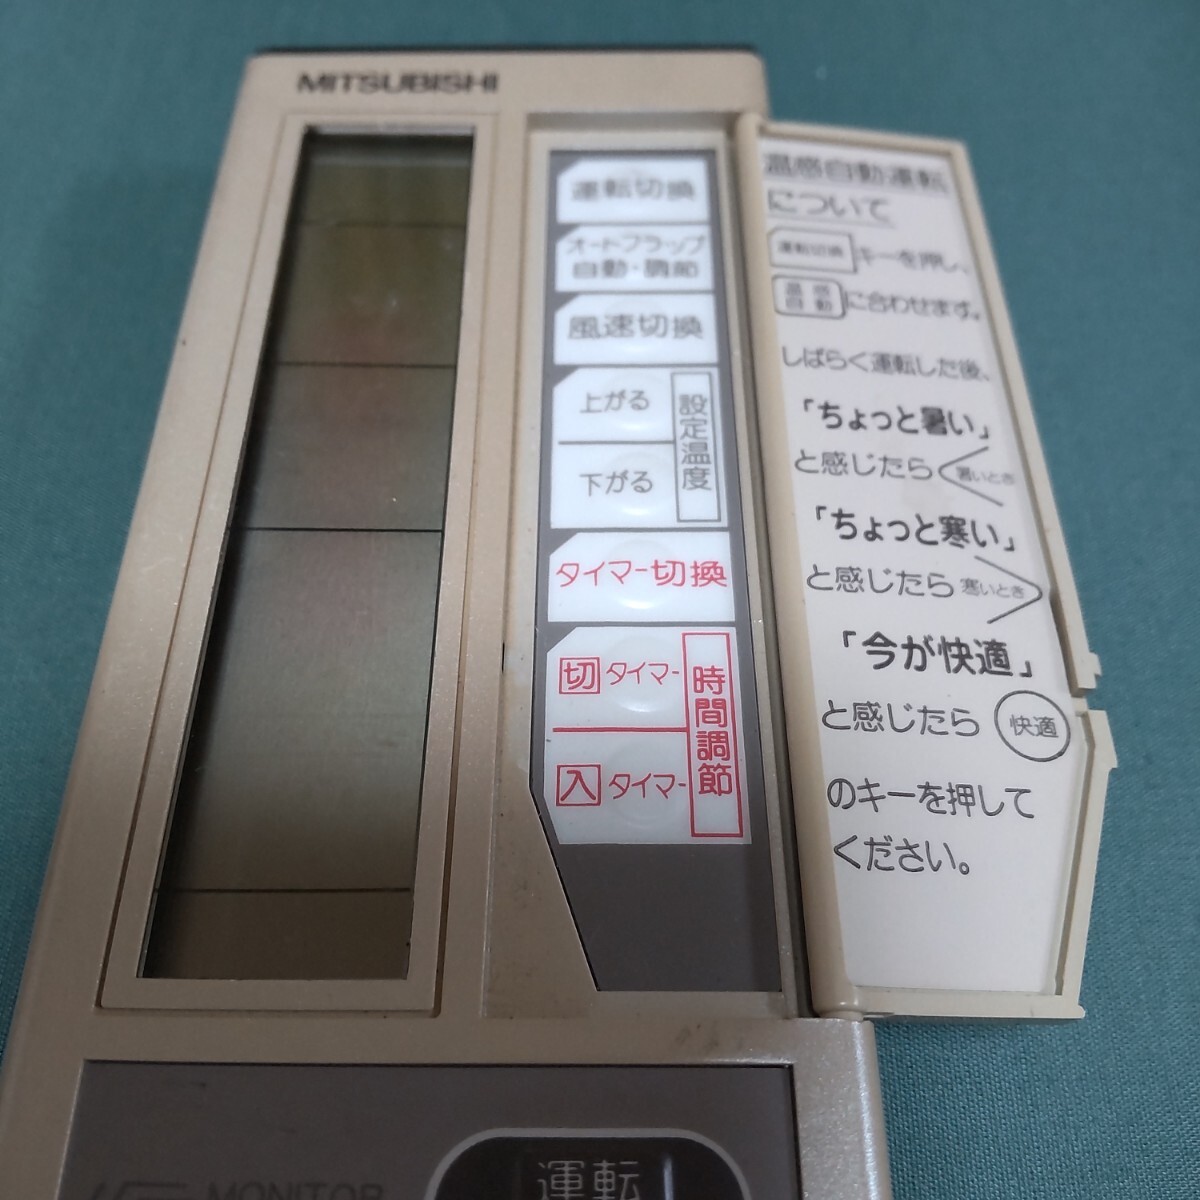 MITSUBISHI
運転切換
オートフラップ
自動・調節
風速切換
上がる
下がる
設定温度
タイマー切換
切タイマー
入タイマー
時間調節
温感自動運転
について
運転切換キーを押し、
温感
自動に合わせます。
しばらく運転した後、
「ちょっと暑い」
と感じたら 暑いとき
「ちょっと寒い」
と感じたら 寒いとき
「今が快適」
と感じたら 快適
のキーを押して
ください。
MONITOR
運転